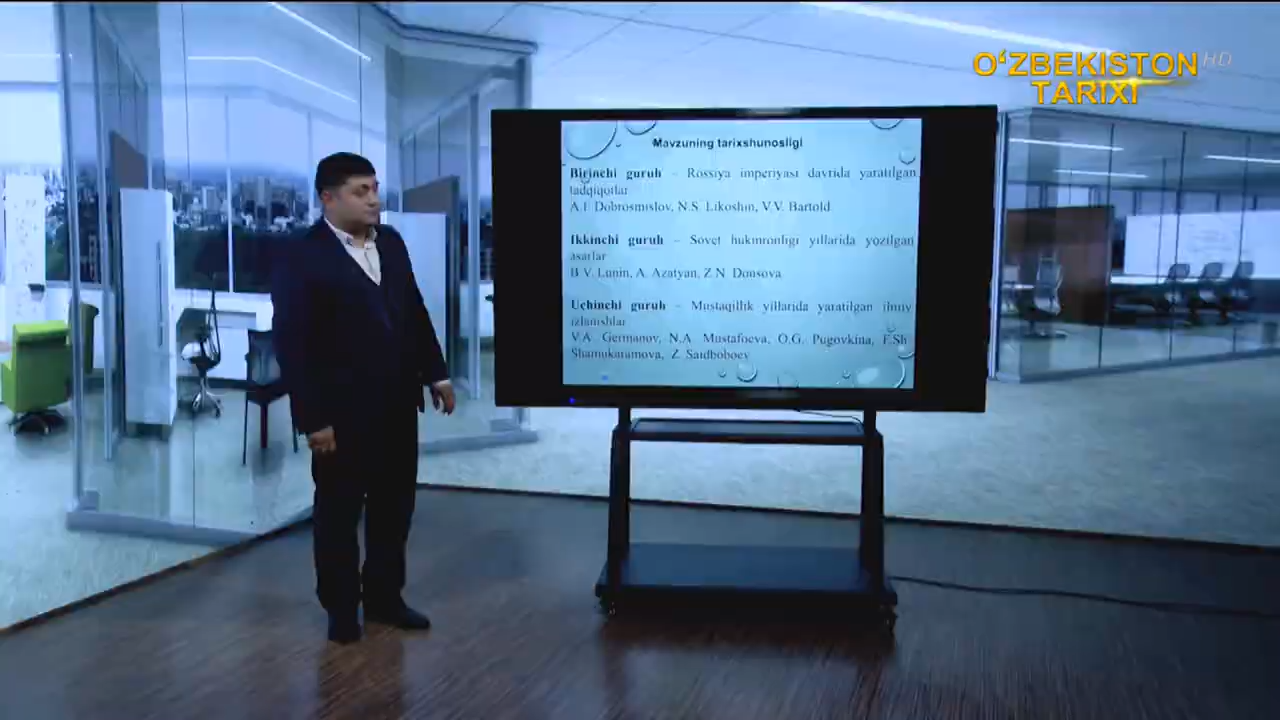 O‘ZBEKISTON HD
TARIXI
Mavzuning tarixshunosligi
Birinchi guruh – Rossiya imperiyasi davrida yaratilgan
tadqiqotlar
A.I. Dobrosmislov, N.S. Likoshin, V.V. Bartold.
Ikkinchi guruh – Sovet hukmronligi yillarida yozilgan
asarlar
B.V. Lunin, A. Azatyan, Z.N. Donsova
Uchinchi guruh – Mustaqillik yillarida yaratilgan ilmiy
izlanishlar
V.A. Germanov, N.A. Mustafoeva, O.G. Pugovkina, F.Sh.
Shamukaramova, Z. Saidboboev